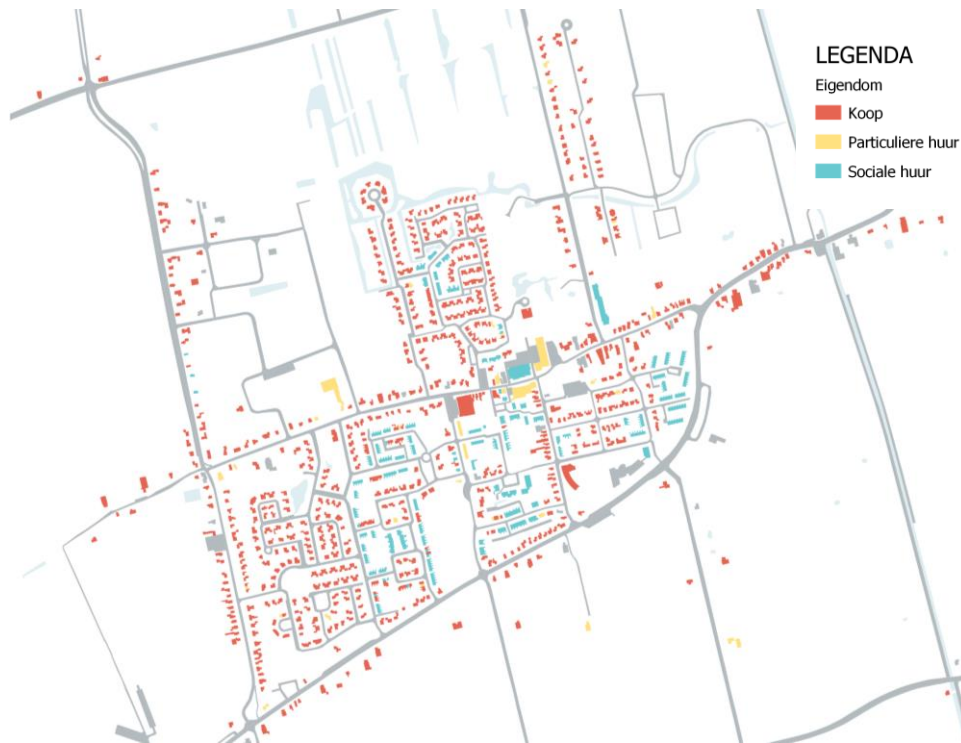 LEGENDA
Eigendom
Koop
Particuliere huur
Sociale huur